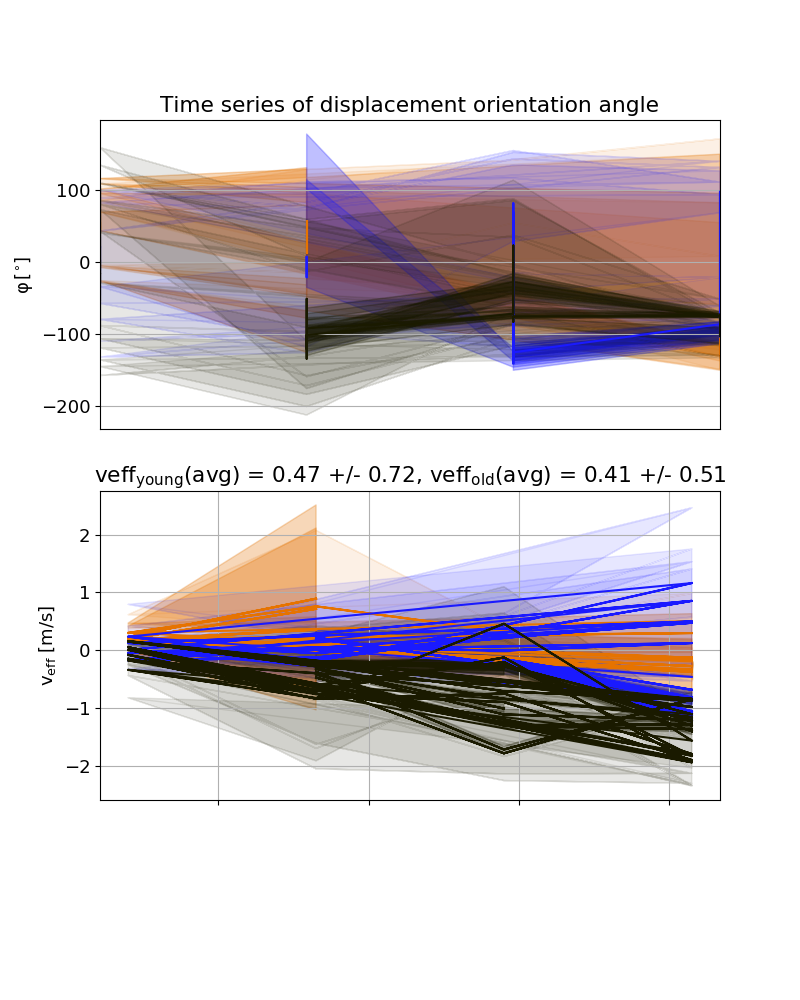 Time series of displacement orientation angle
φ [°]
100
0
−100
−200
veff_young(avg) = 0.47 +/- 0.72, veff_old(avg) = 0.41 +/- 0.51
v_eff [m/s]
2
1
0
−1
−2